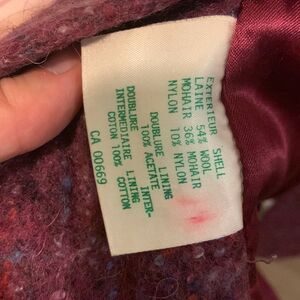 EXTERIEUR SHELL
LAINE 54% WOOL
MOHAIR 36% MOHAIR
NYLON 10% NYLON
DOUBLURE LINING
100% ACETATE
DOUBLURE INTER-
INTERMEDIAIRE LINING
COTON 100% COTTON
CA 00669